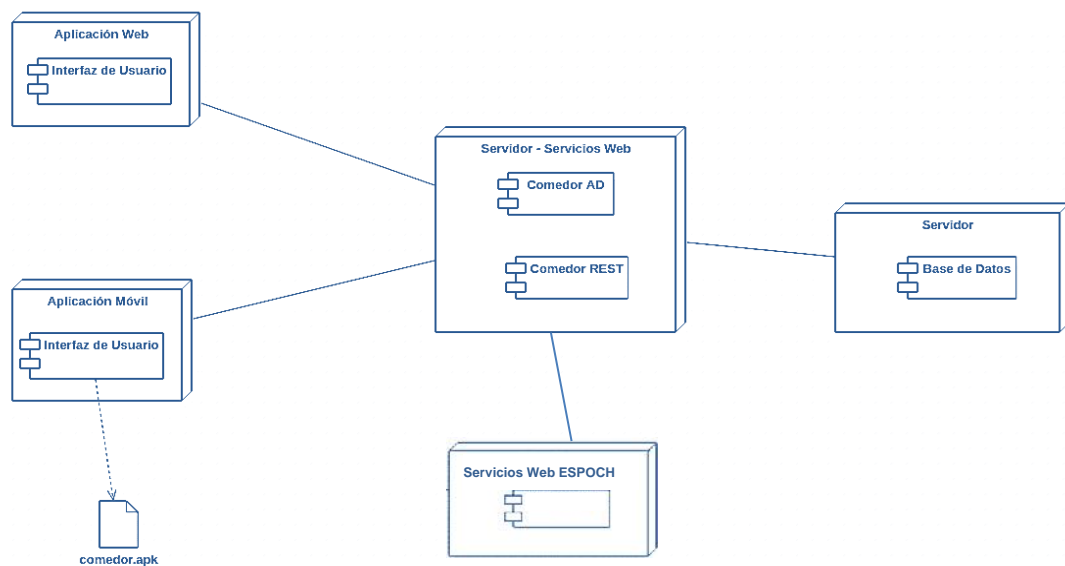 Aplicación Web
Interfaz de Usuario
Servidor - Servicios Web
Comedor AD
Comedor REST
Servidor
Base de Datos
Aplicación Móvil
Interfaz de Usuario
Servicios Web ESPOCH
comedor.apk